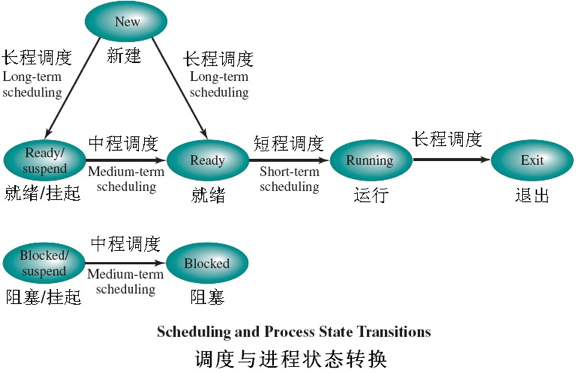 New
新建
长程调度
Long-term
scheduling
长程调度
Long-term
scheduling
Ready/
suspend
就绪/挂起
中程调度
Medium-term
scheduling
Ready
就绪
短程调度
Short-term
scheduling
Running
运行
长程调度
Exit
退出
Blocked/
suspend
阻塞/挂起
中程调度
Medium-term
scheduling
Blocked
阻塞
Scheduling and Process State Transitions
调度与进程状态转换